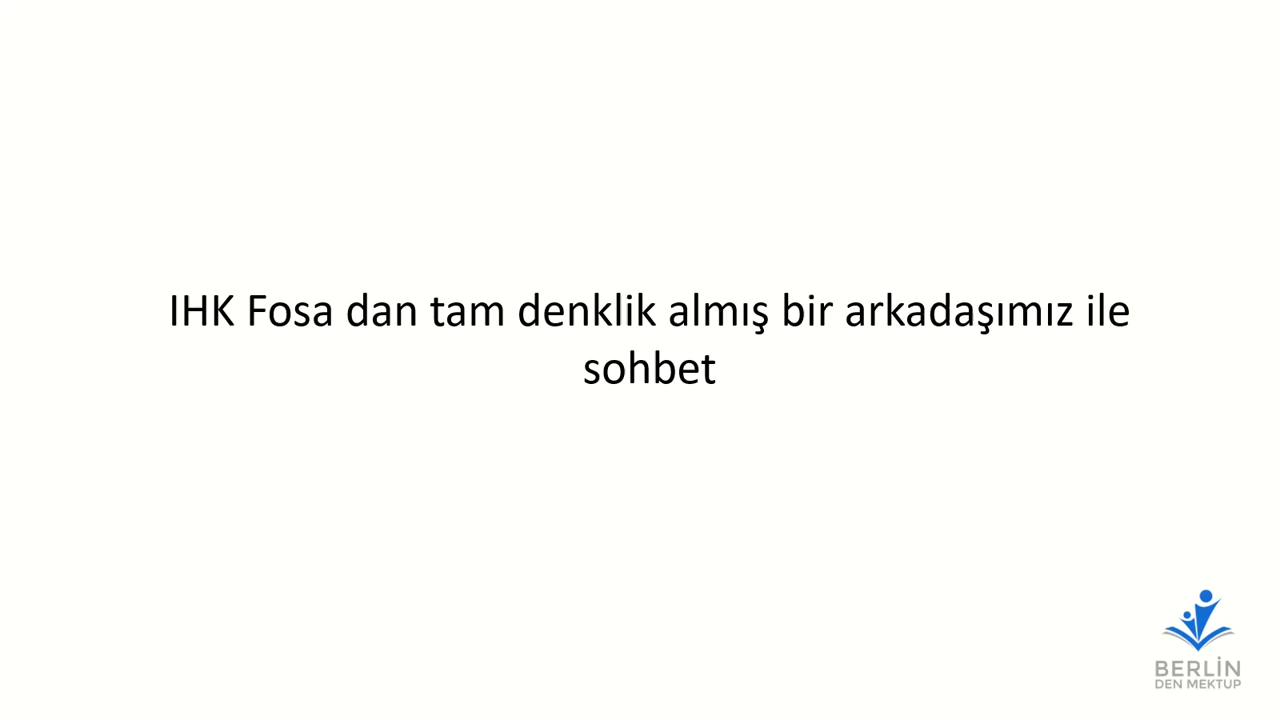 IHK Fosa dan tam denklik almış bir arkadaşımız ile
sohbet
BERLİN
DEN MEKTUP